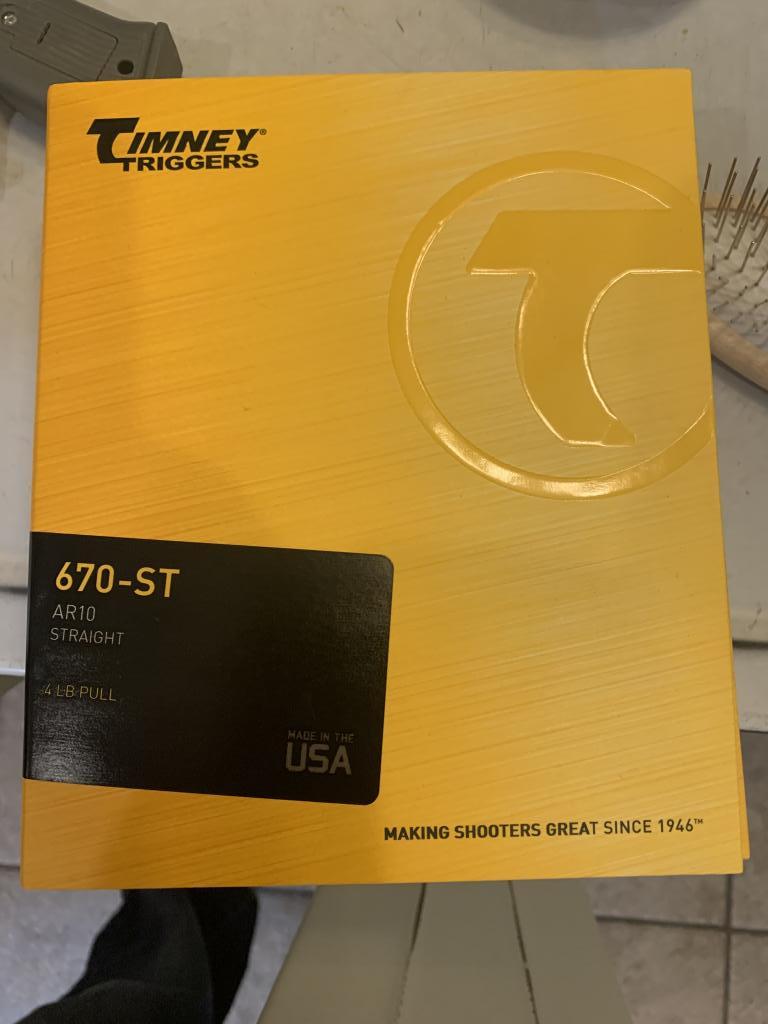 TIMNEY®
TRIGGERS
670-ST
AR10
STRAIGHT
4 LB PULL
MADE IN THE
USA
MAKING SHOOTERS GREAT SINCE 1946™